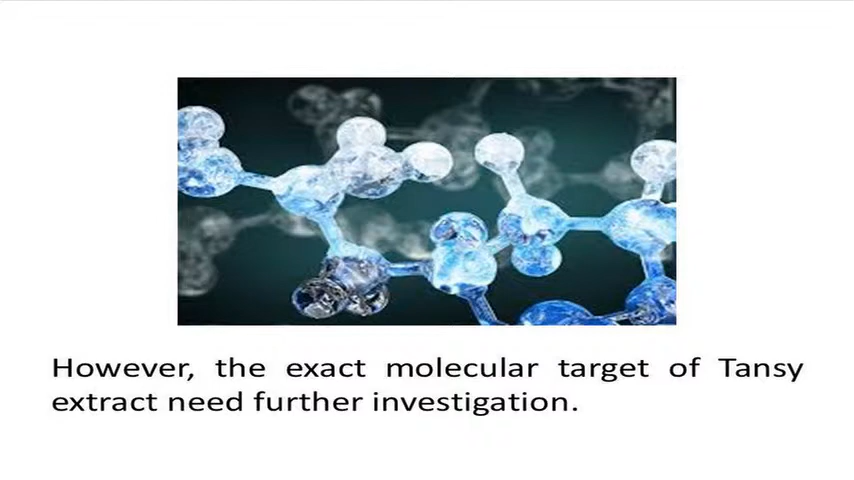 However, the exact molecular target of Tansy
extract need further investigation.